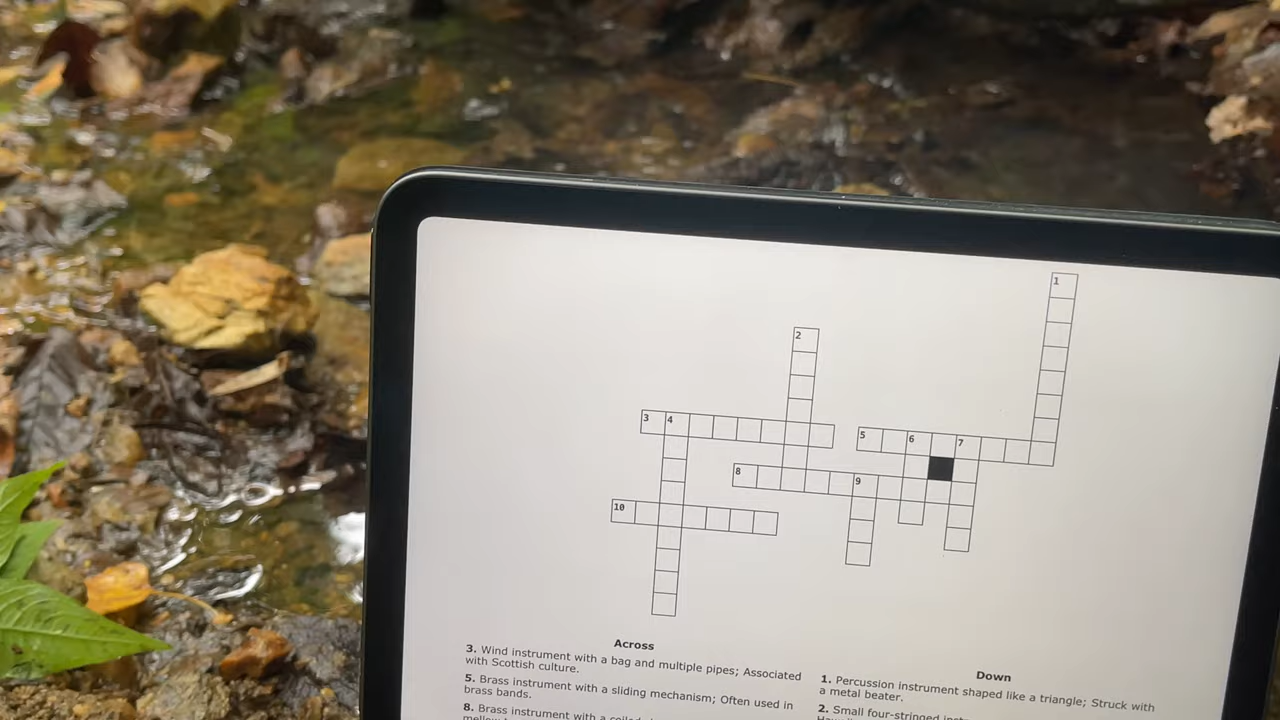 1
2
3 4
5 6 7
8 9
10
Across
3. Wind instrument with a bag and multiple pipes; Associated
with Scottish culture.
5. Brass instrument with a sliding mechanism; Often used in
brass bands.
8. Brass instrument with a coiled
Down
1. Percussion instrument shaped like a triangle; Struck with
a metal beater.
2. Small four-stringed